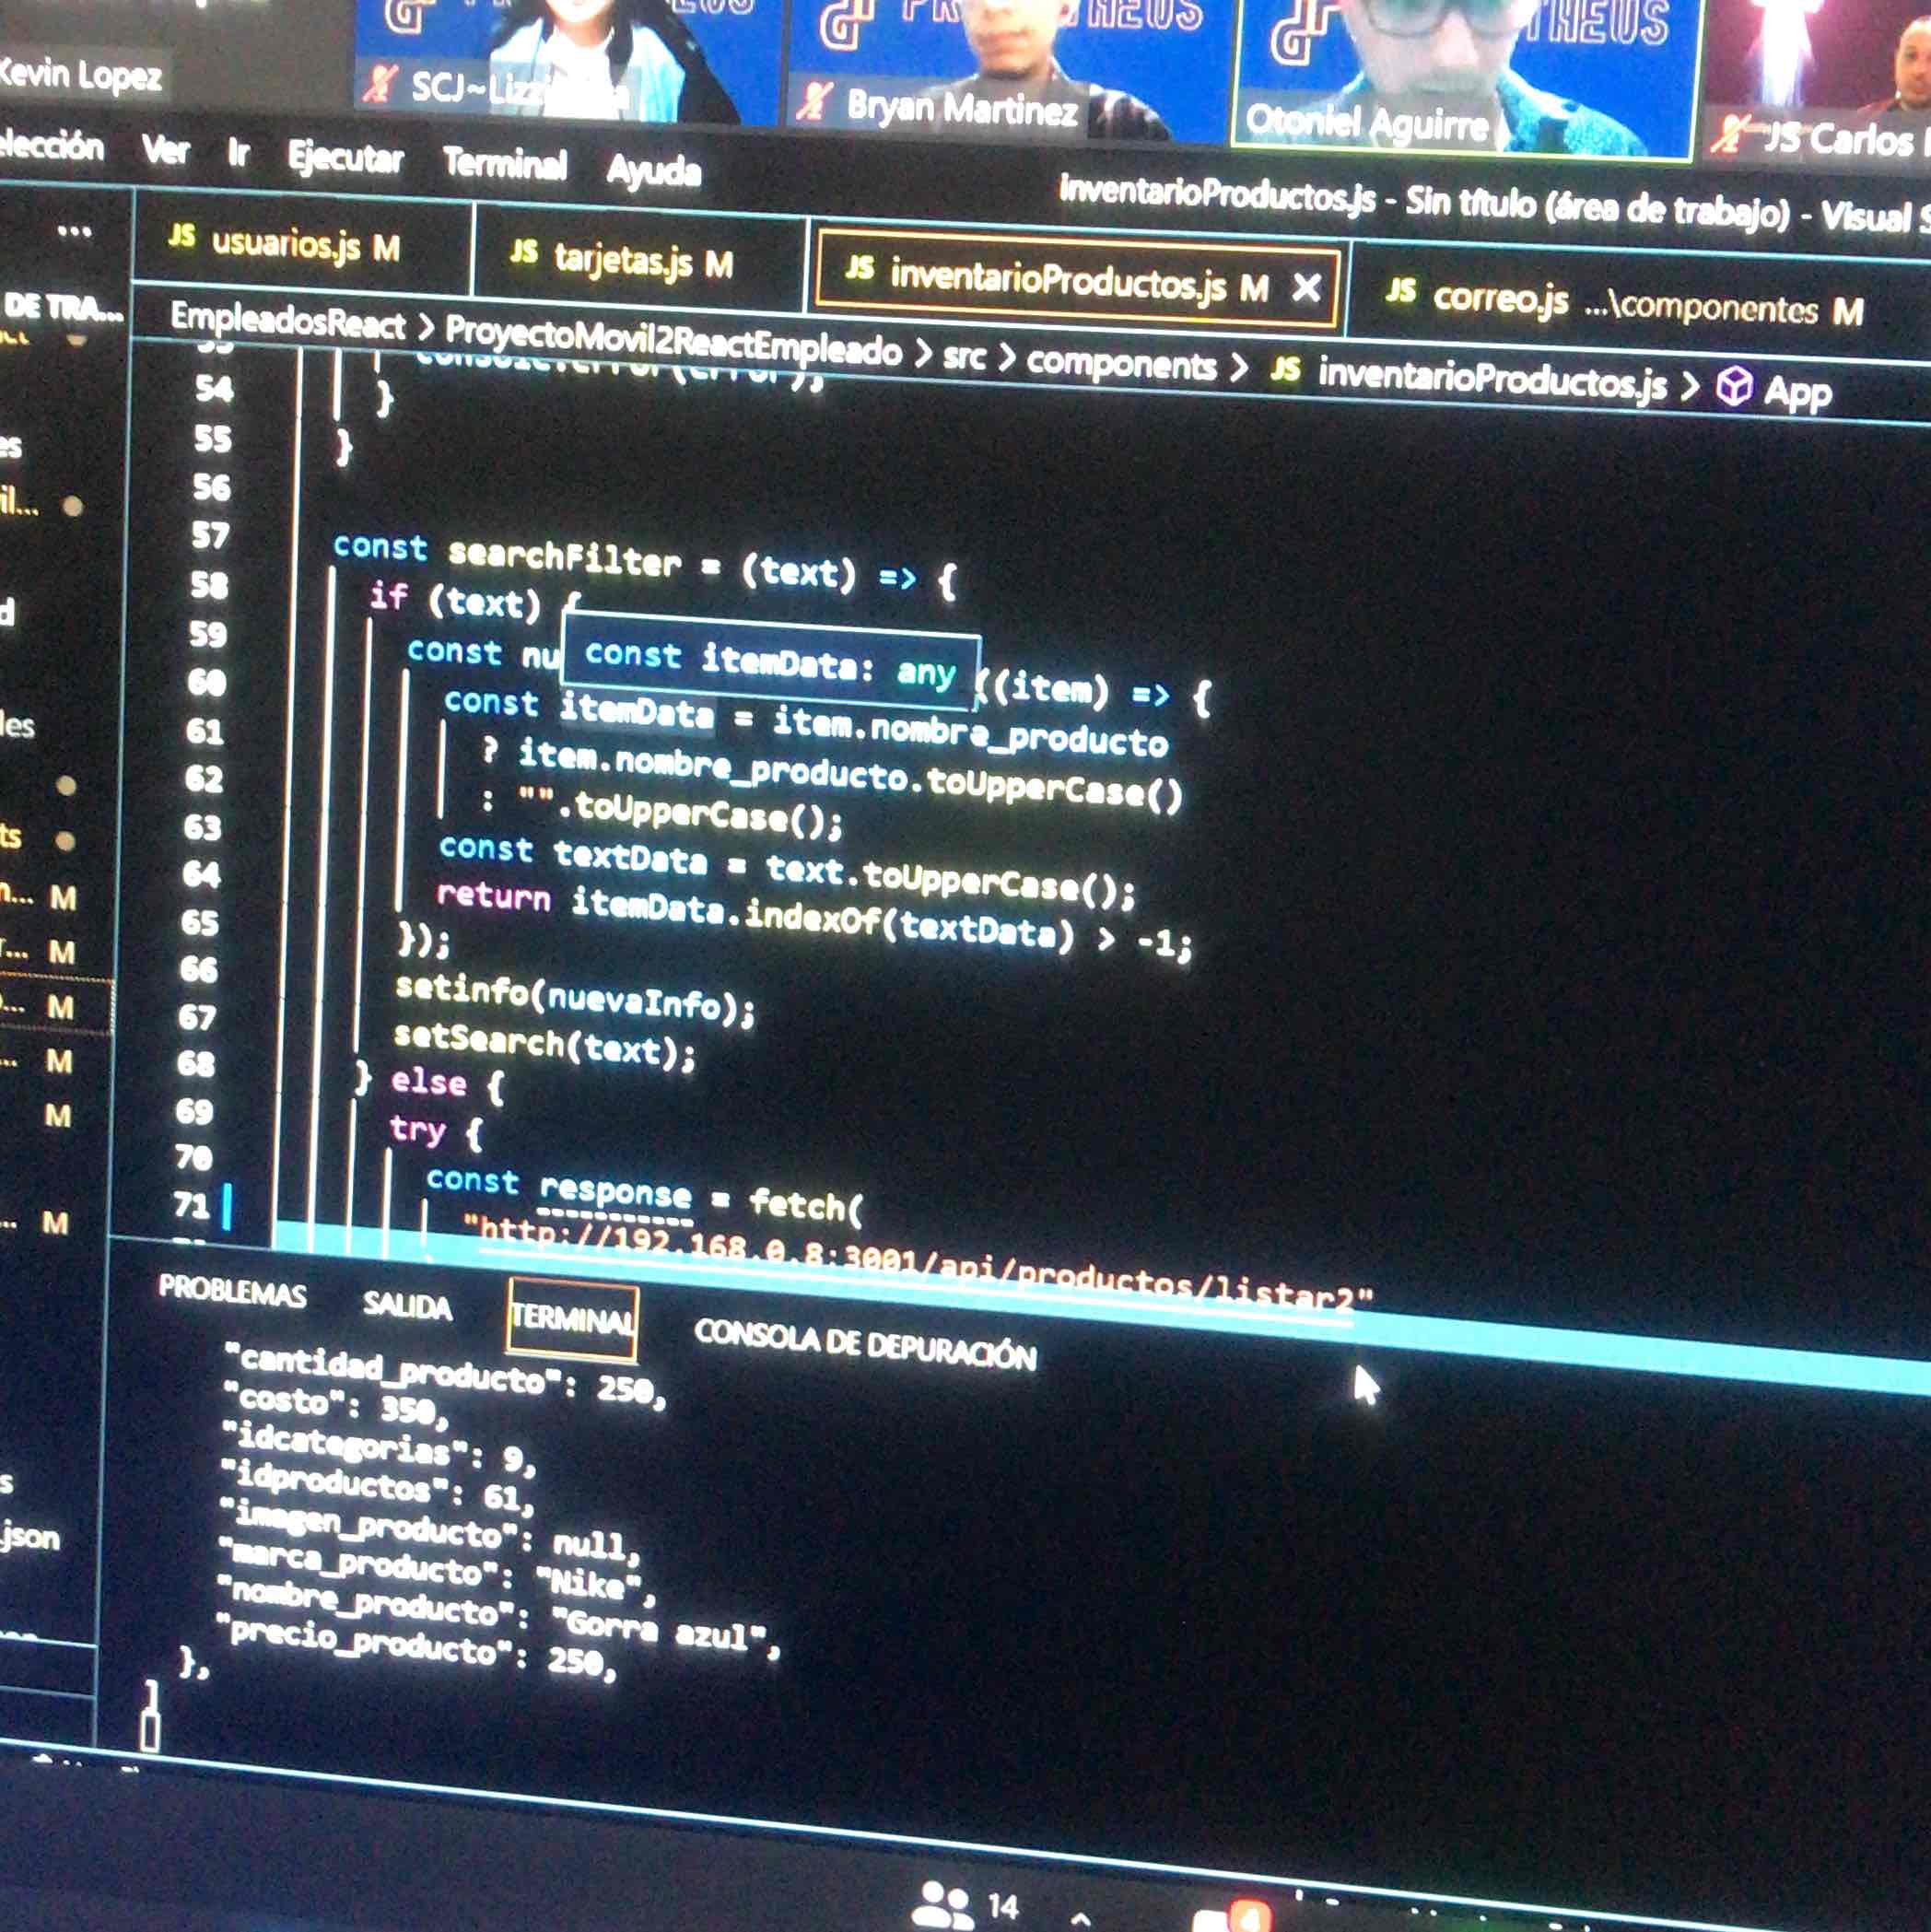 Kevin Lopez
SCJ~Lizz
Bryan Martinez
Otoniel Aguirre
JS Carlos
THEUS
elección Ver Ir Ejecutar Terminal Ayuda
inventarioProductos.js - Sin título (área de trabajo) - Visual S
JS usuarios.js M
JS tarjetas.js M
JS inventarioProductos.js M
JS correo.js ...\componentes M
DE TRA...
EmpleadosReact > ProyectoMovil2ReactEmpleado > src > components > JS inventarioProductos.js > App
console.error(error);
54 }
55 }
56
57 const searchFilter = (text) => {
58 if (text) {
59 const nu ((item) => {
const itemData: any
60 const itemData = item.nombre_producto
61 ? item.nombre_producto.toUpperCase()
62 : "".toUpperCase();
63 const textData = text.toUpperCase();
64 return itemData.indexOf(textData) > -1;
65 });
66 setinfo(nuevaInfo);
67 setSearch(text);
68 } else {
69 try {
70 const response = fetch(
71 "http://192.168.0.8:3001/api/productos/listar2"
es
il...
d
les
ts
n... M
r... M
... M
... M
M
... M
s
json
PROBLEMAS SALIDA TERMINAL CONSOLA DE DEPURACIÓN
"cantidad_producto": 250,
"costo": 350,
"idcategorias": 9,
"idproductos": 61,
"imagen_producto": null,
"marca_producto": "Nike",
"nombre_producto": "Gorra azul",
"precio_producto": 250,
},
]
14
4